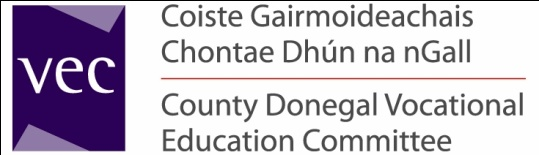 vec
Coiste Gairmoideachais
Chontae Dhún na nGall
County Donegal Vocational
Education Committee